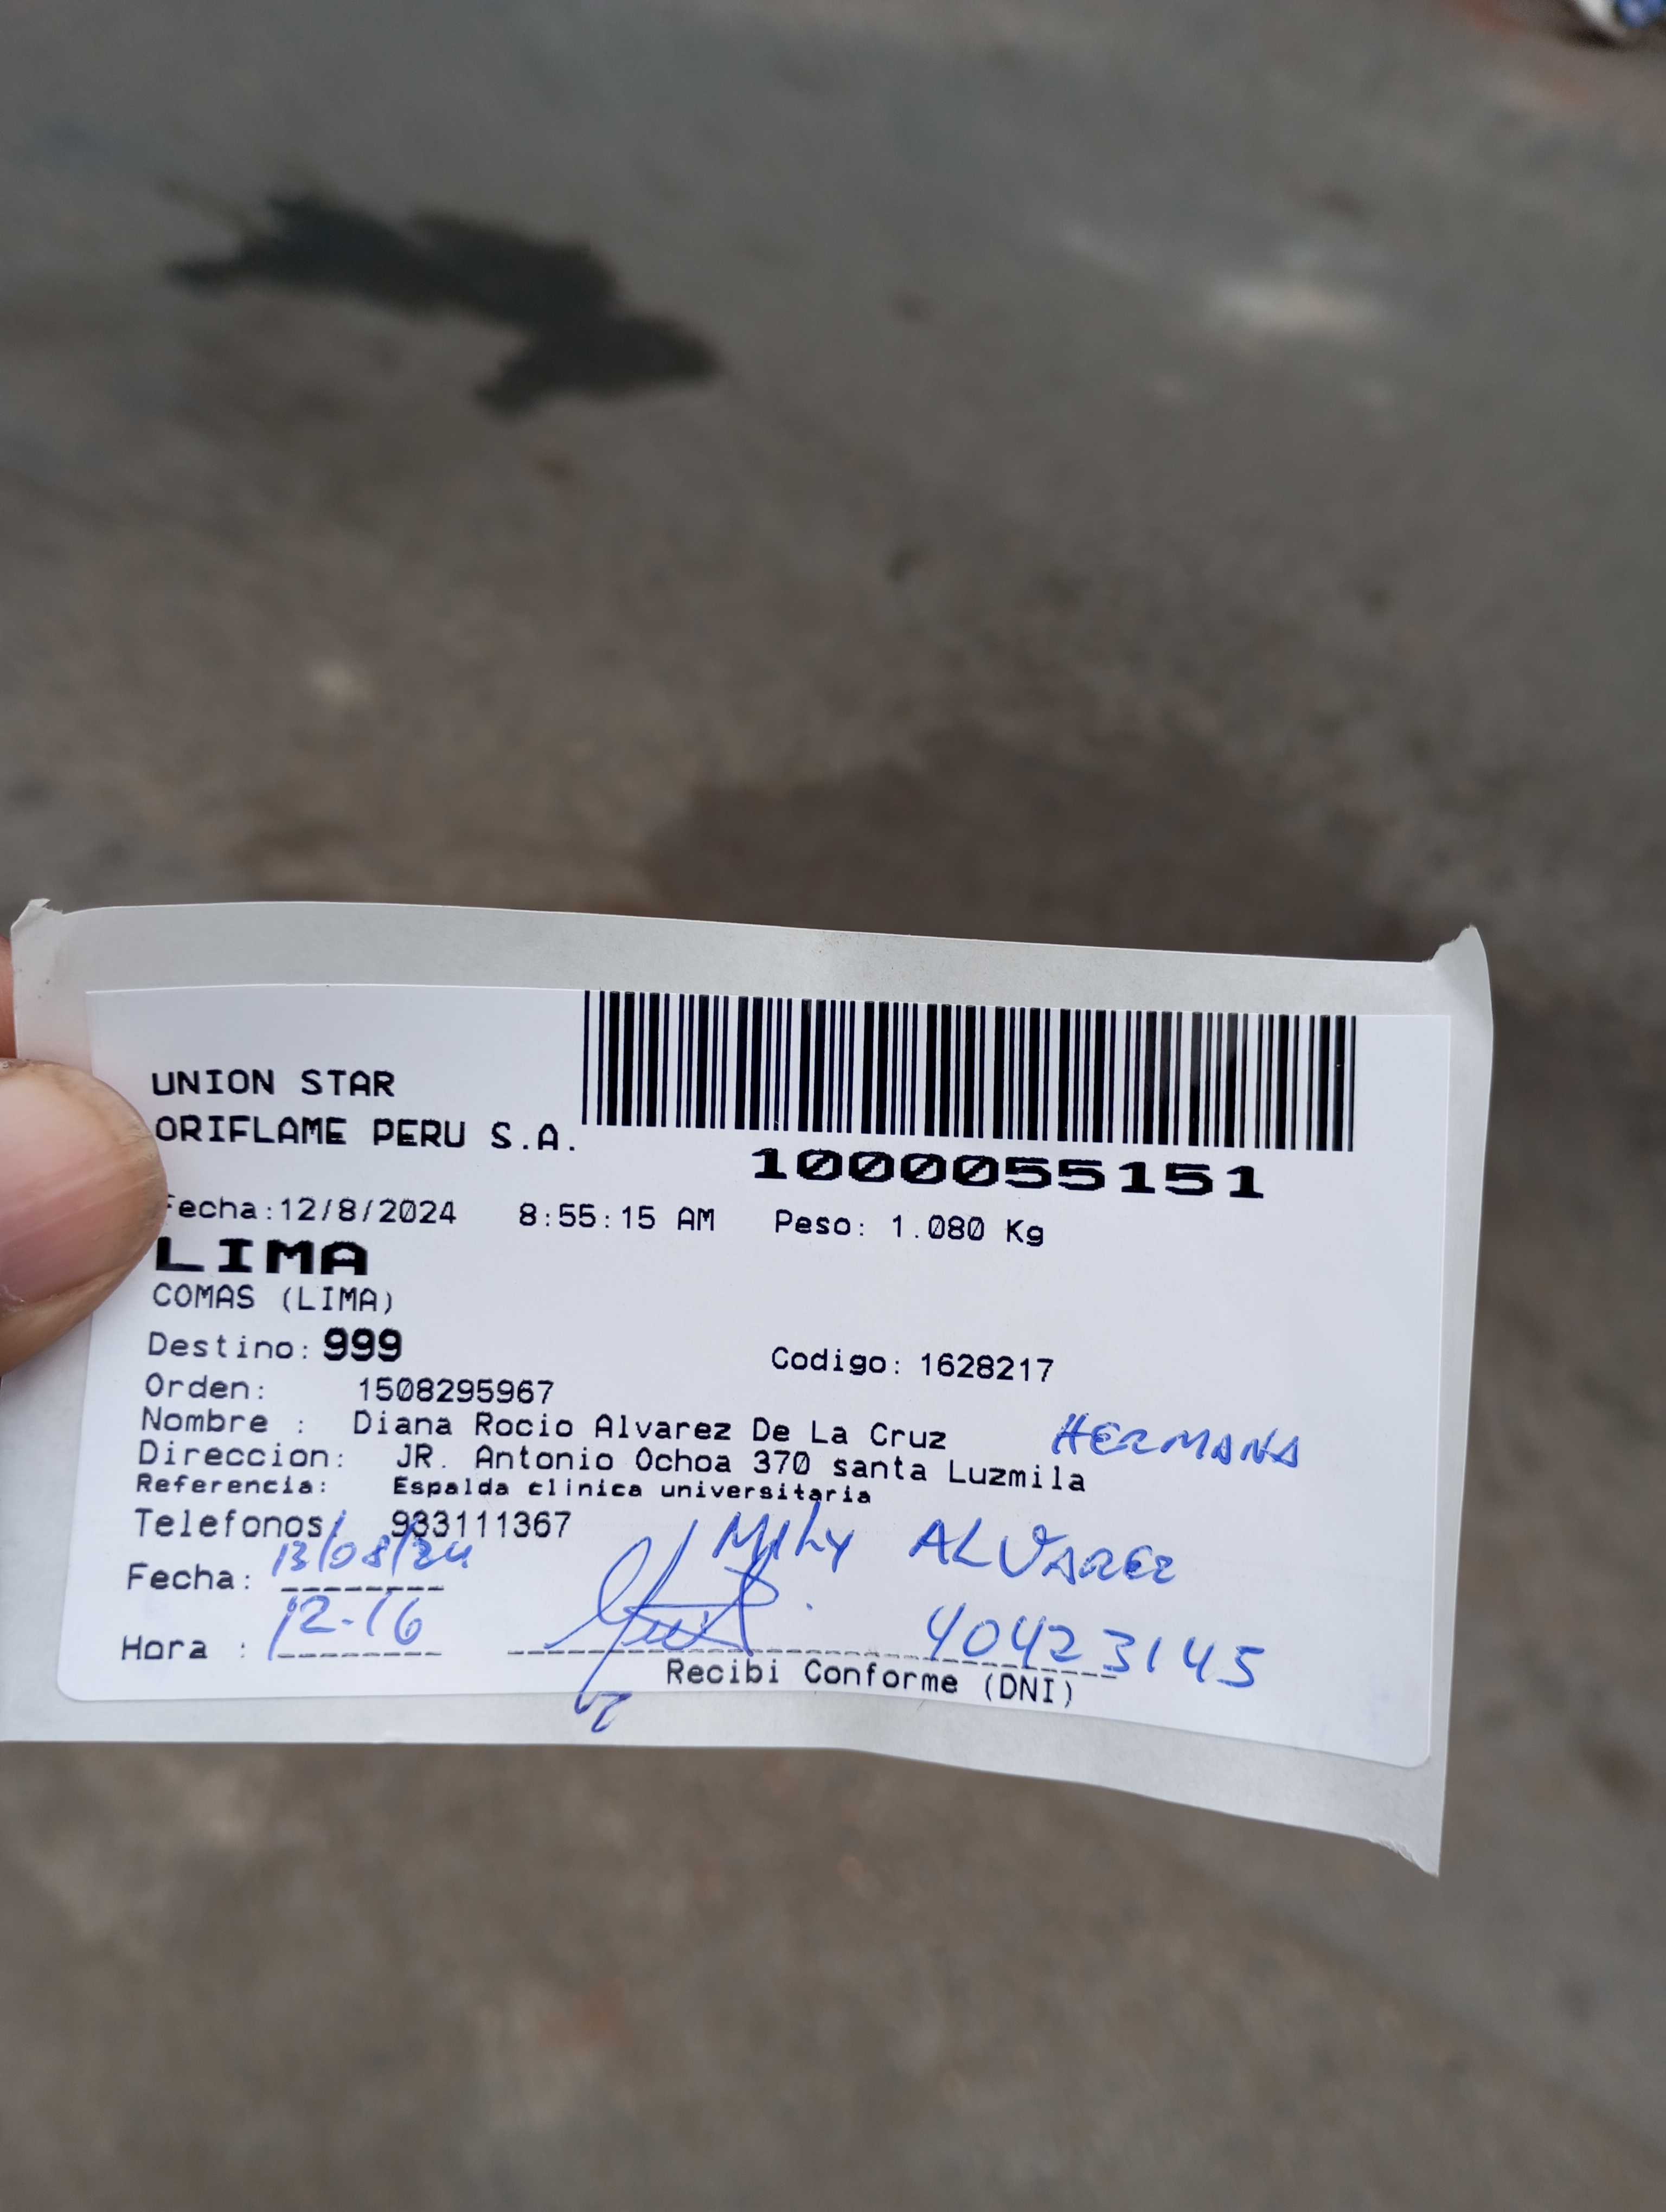 UNION STAR
ORIFLAME PERU S.A.
1000055151
Fecha:12/8/2024 8:55:15 AM Peso: 1.080 Kg
LIMA
COMAS (LIMA)
Destino: 999 Codigo: 1628217
Orden: 1508295967
Nombre : Diana Rocio Alvarez De La Cruz HERMANA
Direccion: JR. Antonio Ochoa 370 santa Luzmila
Referencia: Espalda clinica universitaria
Telefonos: 933111367
MILY ALVAREZ
Fecha: 13/08/24
Hora : 12-16 40423145
Recibi Conforme (DNI)